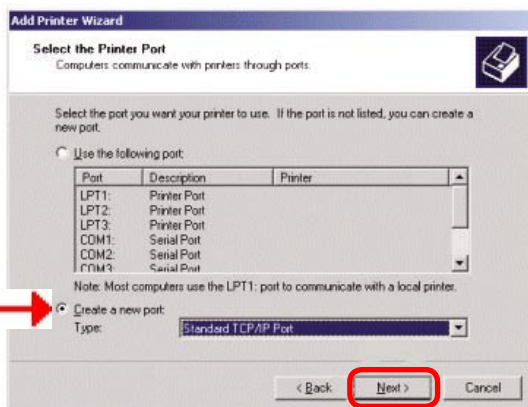 Add Printer Wizard
Select the Printer Port
Computers communicate with printers through ports.
Select the port you want your printer to use. If the port is not listed, you can create a
new port.
Use the following port:
Port Description Printer
LPT1: Printer Port
LPT2: Printer Port
LPT3: Printer Port
COM1: Serial Port
COM2: Serial Port
COM3: Serial Port
Note: Most computers use the LPT1: port to communicate with a local printer.
Create a new port:
Type: Standard TCP/IP Port
< Back Next > Cancel